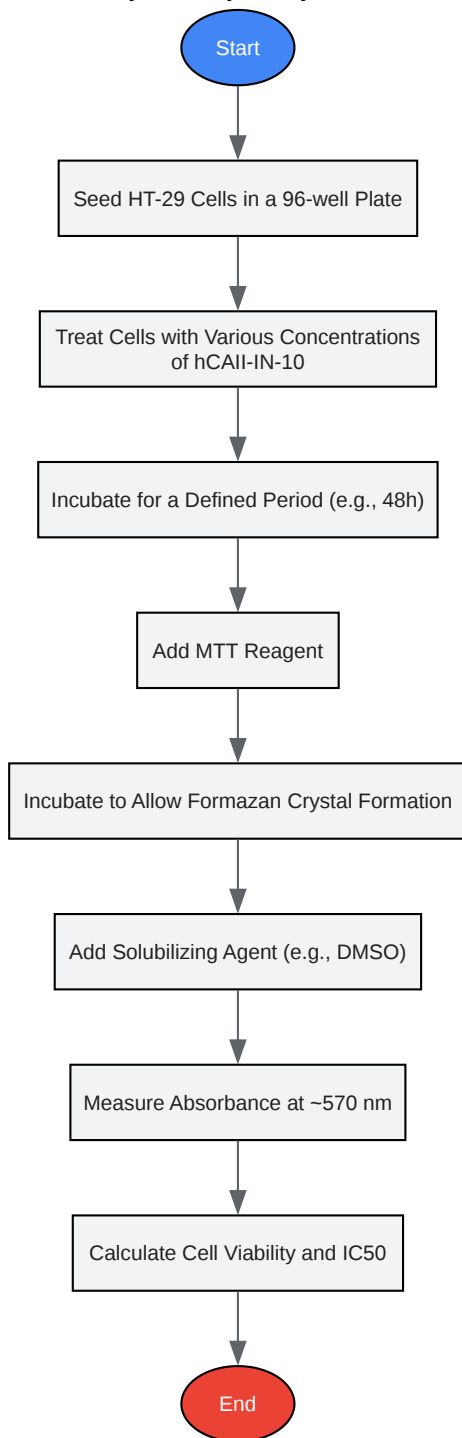 Start
Seed HT-29 Cells in a 96-well Plate
Treat Cells with Various Concentrations
of hCAII-IN-10
Incubate for a Defined Period (e.g., 48h)
Add MTT Reagent
Incubate to Allow Formazan Crystal Formation
Add Solubilizing Agent (e.g., DMSO)
Measure Absorbance at ~570 nm
Calculate Cell Viability and IC50
End